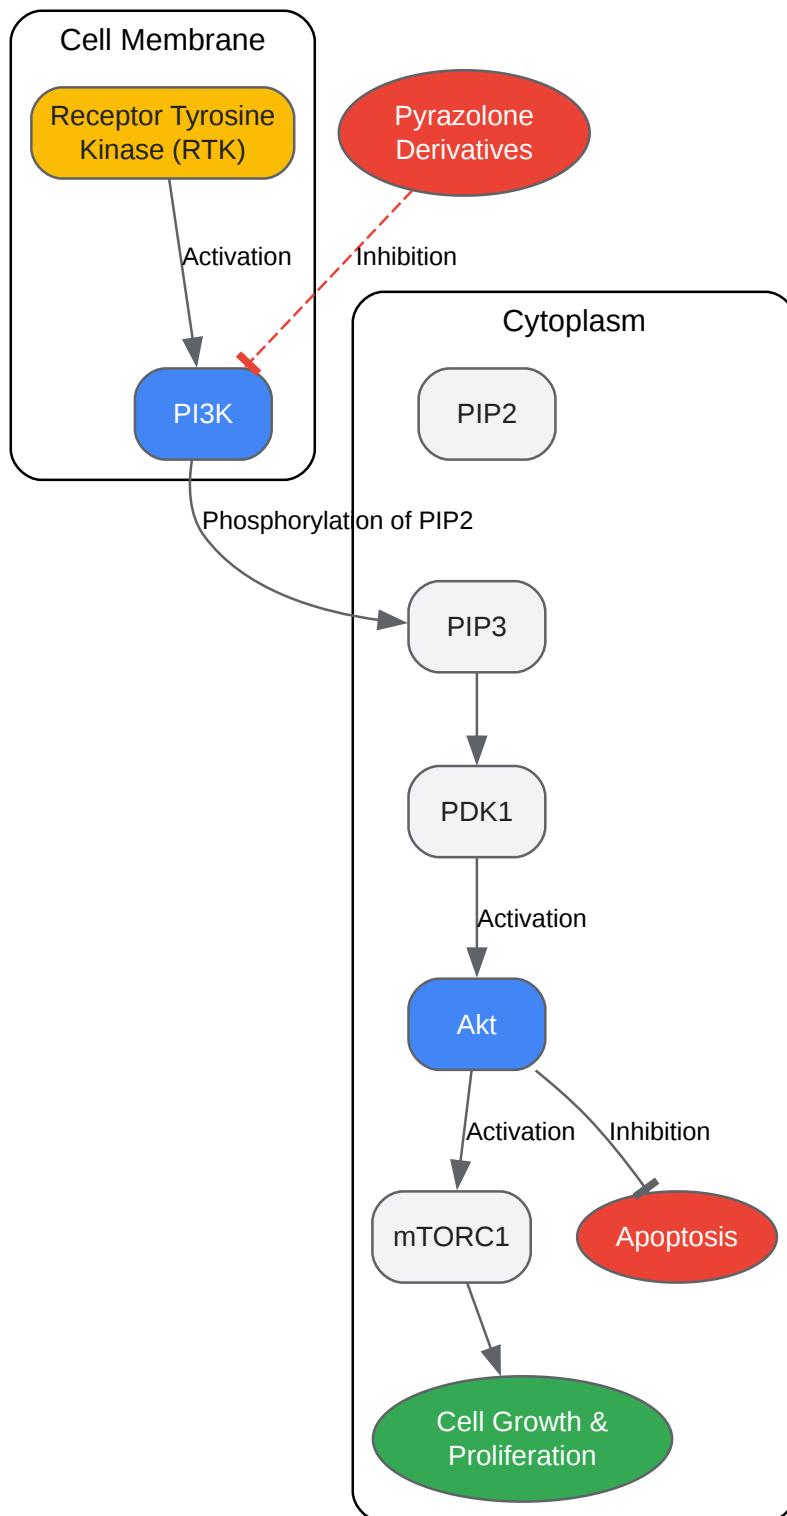 Cell Membrane
Receptor Tyrosine
Kinase (RTK)
Pyrazolone
Derivatives
Activation
Inhibition
Cytoplasm
PI3K
PIP2
Phosphorylation of PIP2
PIP3
PDK1
Activation
Akt
Activation
Inhibition
mTORC1
Apoptosis
Cell Growth &
Proliferation